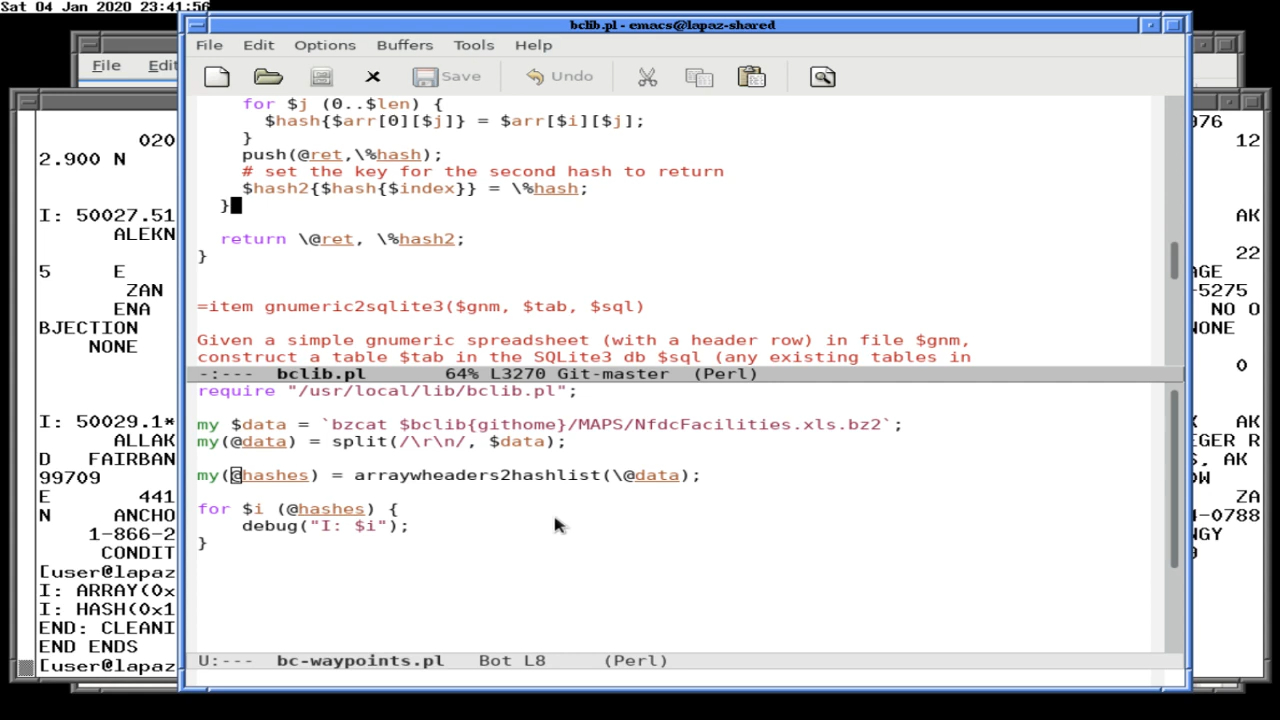 Sat 04 Jan 2020 23:41:56
bclib.pl - emacs@lapaz-shared
File Edit
File Edit Options Buffers Tools Help
Save Undo
for $j (0..$len) {
$hash{$arr[0][$j]} = $arr[$i][$j];
}
push(@ret,\%hash);
# set the key for the second hash to return
$hash2{$hash{$index}} = \%hash;
}
return \@ret, \%hash2;
}
=item gnumeric2sqlite3($gnm, $tab, $sql)
Given a simple gnumeric spreadsheet (with a header row) in file $gnm,
construct a table $tab in the SQLite3 db $sql (any existing tables in
-:--- bclib.pl 64% L3270 Git-master (Perl)
require "/usr/local/lib/bclib.pl";
my $data = `bzcat $bclib{githome}/MAPS/NfdcFacilities.xls.bz2`;
my(@data) = split(/\r\n/, $data);
my(@hashes) = arraywheaders2hashlist(\@data);
for $i (@hashes) {
debug("I: $i");
}
U:--- bc-waypoints.pl Bot L8 (Perl)
020
2.900 N
I: 50027.51
ALEKN
5 E
ZAN
ENA
BJECTION
NONE
I: 50029.1*
ALLAK
D FAIRBAN
99709
E 441
N ANCHO
1-866-2
CONDIT
[user@lapaz
I: ARRAY(0x
I: HASH(0x1
END: CLEANI
END ENDS
[user@lapaz
12
AK
22
AGE
-5275
NO O
NONE
0
AK
EGER R
S, AK
OW
ZA
4-0788
NGY